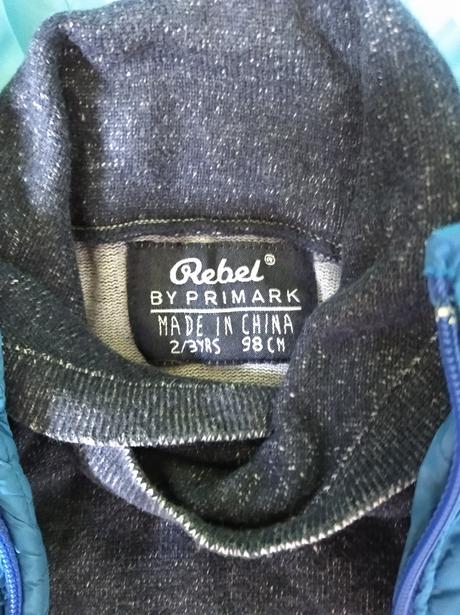 Rebel®
BY PRIMARK
MADE IN CHINA
2/3YRS 98CM